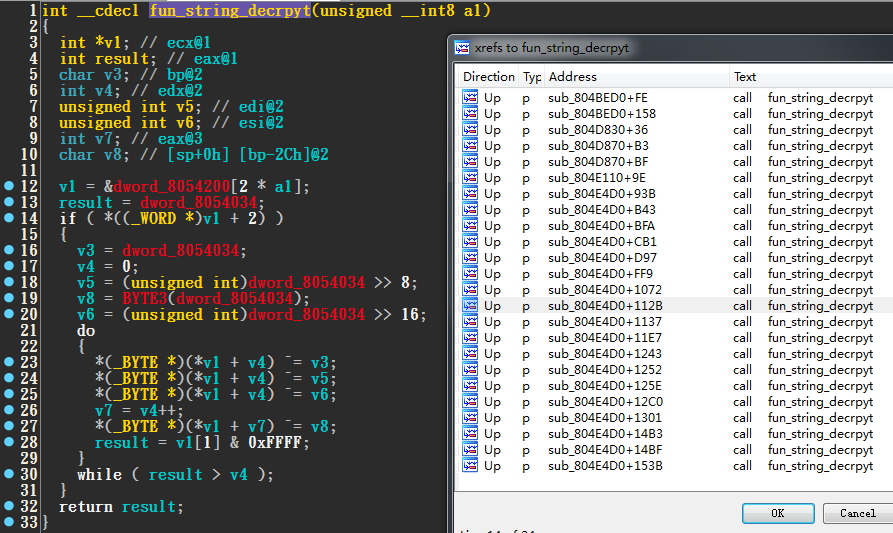 1 int __cdecl fun_string_decrpyt(unsigned __int8 a1)
2 {
3 int *v1; // ecx@1
4 int result; // eax@1
5 char v3; // bp@2
6 int v4; // edx@2
7 unsigned int v5; // edi@2
8 unsigned int v6; // esi@2
9 int v7; // eax@3
10 char v8; // [sp+0h] [bp-2Ch]@2
11
12 v1 = &dword_8054200[2 * a1];
13 result = dword_8054034;
14 if ( *((_WORD *)v1 + 2) )
15 {
16 v3 = dword_8054034;
17 v4 = 0;
18 v5 = (unsigned int)dword_8054034 >> 8;
19 v8 = BYTE3(dword_8054034);
20 v6 = (unsigned int)dword_8054034 >> 16;
21 do
22 {
23 *(_BYTE *)(*v1 + v4) ^= v3;
24 *(_BYTE *)(*v1 + v4) ^= v5;
25 *(_BYTE *)(*v1 + v4) ^= v6;
26 v7 = v4++;
27 *(_BYTE *)(*v1 + v7) ^= v8;
28 result = v1[1] & 0xFFFF;
29 }
30 while ( result > v4 );
31 }
32 return result;
33 }
xrefs to fun_string_decrpyt
Direction Typ Address Text
Up p sub_804BED0+FE call fun_string_decrpyt
Up p sub_804BED0+158 call fun_string_decrpyt
Up p sub_804D830+36 call fun_string_decrpyt
Up p sub_804D870+B3 call fun_string_decrpyt
Up p sub_804D870+BF call fun_string_decrpyt
Up p sub_804E110+9E call fun_string_decrpyt
Up p sub_804E4D0+93B call fun_string_decrpyt
Up p sub_804E4D0+B43 call fun_string_decrpyt
Up p sub_804E4D0+BFA call fun_string_decrpyt
Up p sub_804E4D0+CB1 call fun_string_decrpyt
Up p sub_804E4D0+D97 call fun_string_decrpyt
Up p sub_804E4D0+FF9 call fun_string_decrpyt
Up p sub_804E4D0+1072 call fun_string_decrpyt
Up p sub_804E4D0+112B call fun_string_decrpyt
Up p sub_804E4D0+1137 call fun_string_decrpyt
Up p sub_804E4D0+11E7 call fun_string_decrpyt
Up p sub_804E4D0+1243 call fun_string_decrpyt
Up p sub_804E4D0+1252 call fun_string_decrpyt
Up p sub_804E4D0+125E call fun_string_decrpyt
Up p sub_804E4D0+12C0 call fun_string_decrpyt
Up p sub_804E4D0+1301 call fun_string_decrpyt
Up p sub_804E4D0+14B3 call fun_string_decrpyt
Up p sub_804E4D0+14BF call fun_string_decrpyt
Up p sub_804E4D0+153B call fun_string_decrpyt
OK Cancel